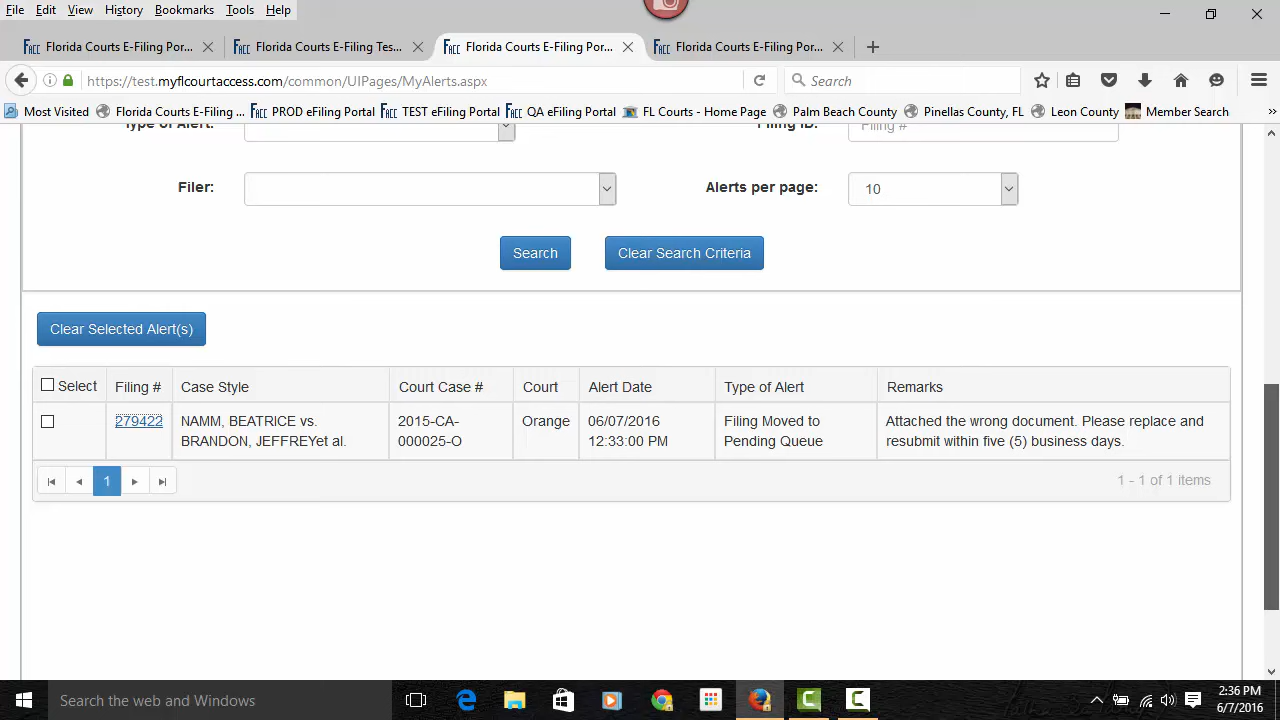 File Edit View History Bookmarks Tools Help
Florida Courts E-Filing Por...
Florida Courts E-Filing Tes...
Florida Courts E-Filing Por...
Florida Courts E-Filing Por...
https://test.myflcourtaccess.com/common/UIPages/MyAlerts.aspx
Search
Most Visited
Florida Courts E-Filing ...
PROD eFiling Portal
TEST eFiling Portal
QA eFiling Portal
FL Courts - Home Page
Palm Beach County
Pinellas County, FL
Leon County
Member Search
Type of Alert:
Filing ID:
Filing #
Filer:
Alerts per page:
10
Search
Clear Search Criteria
Clear Selected Alert(s)
Select
Filing #
Case Style
Court Case #
Court
Alert Date
Type of Alert
Remarks
279422
NAMM, BEATRICE vs.
BRANDON, JEFFREYet al.
2015-CA-
000025-O
Orange
06/07/2016
12:33:00 PM
Filing Moved to
Pending Queue
Attached the wrong document. Please replace and
resubmit within five (5) business days.
1
1 - 1 of 1 items
Search the web and Windows
2:36 PM
6/7/2016